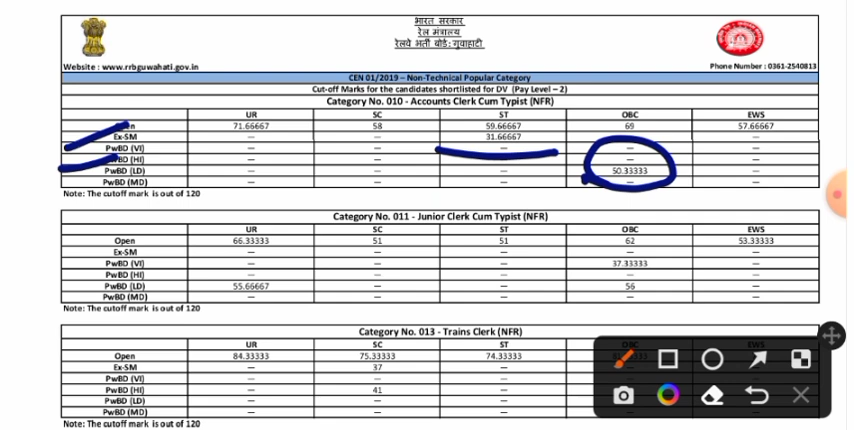 भारत सरकार
रेल मंत्रालय
रेलवे भर्ती बोर्ड: गुवाहाटी
Website : www.rrbguwahati.gov.in Phone Number : 0361-2540813
CEN 01/2019 – Non-Technical Popular Category
Cut-off Marks for the candidates shortlisted for DV (Pay Level – 2)
Category No. 010 - Accounts Clerk Cum Typist (NFR)
UR SC ST OBC EWS
71.66667 58 59.66667 69 57.66667
Ex-SM — — 31.66667 — —
PwBD (VI) — — — — —
(HI) — — — — —
PwBD (LD) — — — 50.33333 —
PwBD (MD) — — — — —
Note: The cutoff mark is out of 120
Category No. 011 - Junior Clerk Cum Typist (NFR)
UR SC ST OBC EWS
Open 66.33333 51 51 62 53.33333
Ex-SM — — — — —
PwBD (VI) — — — 37.33333 —
PwBD (HI) — — — — —
PwBD (LD) 55.66667 — — 56 —
PwBD (MD) — — — — —
Note: The cutoff mark is out of 120
Category No. 013 - Trains Clerk (NFR)
UR SC ST
Open 84.33333 75.33333 74.33333
Ex-SM — 37 —
PwBD (VI) — — —
PwBD (HI) — 41 —
PwBD (LD) — — —
PwBD (MD) — — —
Note: The cutoff mark is out of 120